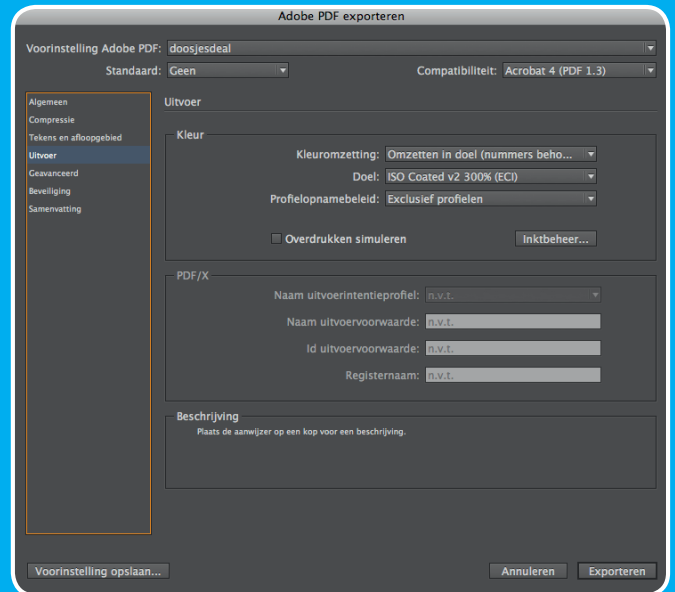 Adobe PDF exporteren
Voorinstelling Adobe PDF: doosjesdeal
Standaard: Geen Compatibiliteit: Acrobat 4 (PDF 1.3)
Algemeen
Compressie
Tekens en afloopgebied
Uitvoer
Geavanceerd
Beveiliging
Samenvatting
Uitvoer
Kleur
Kleuromzetting: Omzetten in doel (nummers beho...
Doel: ISO Coated v2 300% (ECI)
Profielopnamebeleid: Exclusief profielen
Overdrukken simuleren Inktbeheer...
PDF/X
Naam uitvoerintentieprofiel: n.v.t.
Naam uitvoervoorwaarde: n.v.t.
Id uitvoervoorwaarde: n.v.t.
Registernaam: n.v.t.
Beschrijving
Plaats de aanwijzer op een kop voor een beschrijving.
Voorinstelling opslaan... Annuleren Exporteren